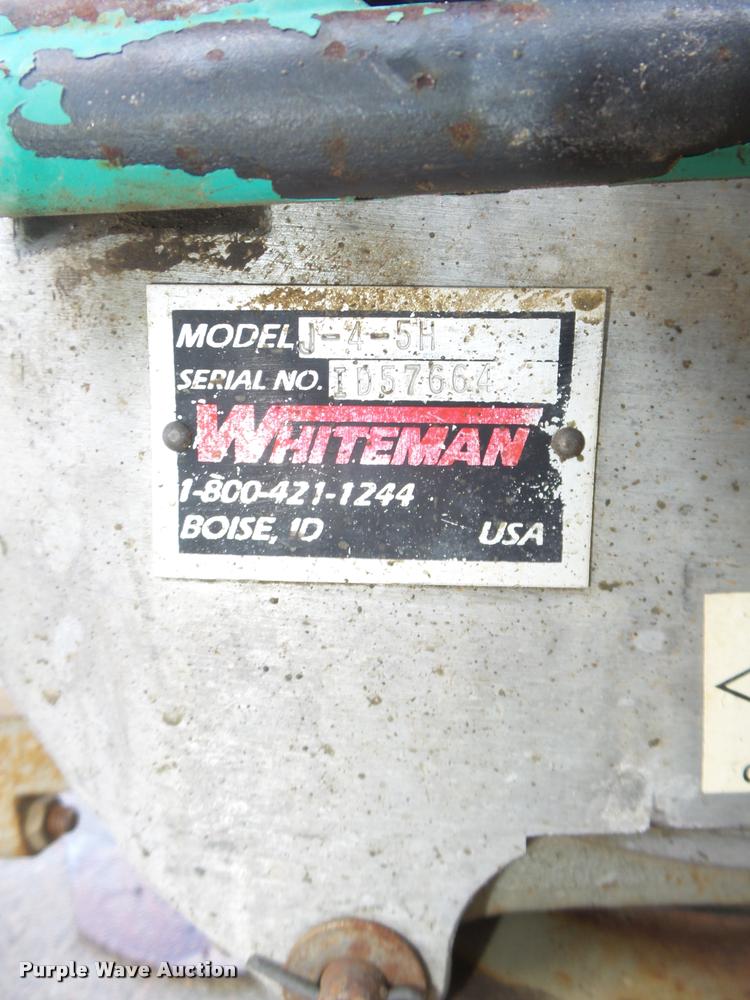 MODEL J-4-5H
SERIAL NO. ID57664
WHITEMAN
1-800-421-1244
BOISE, ID USA
Purple Wave Auction